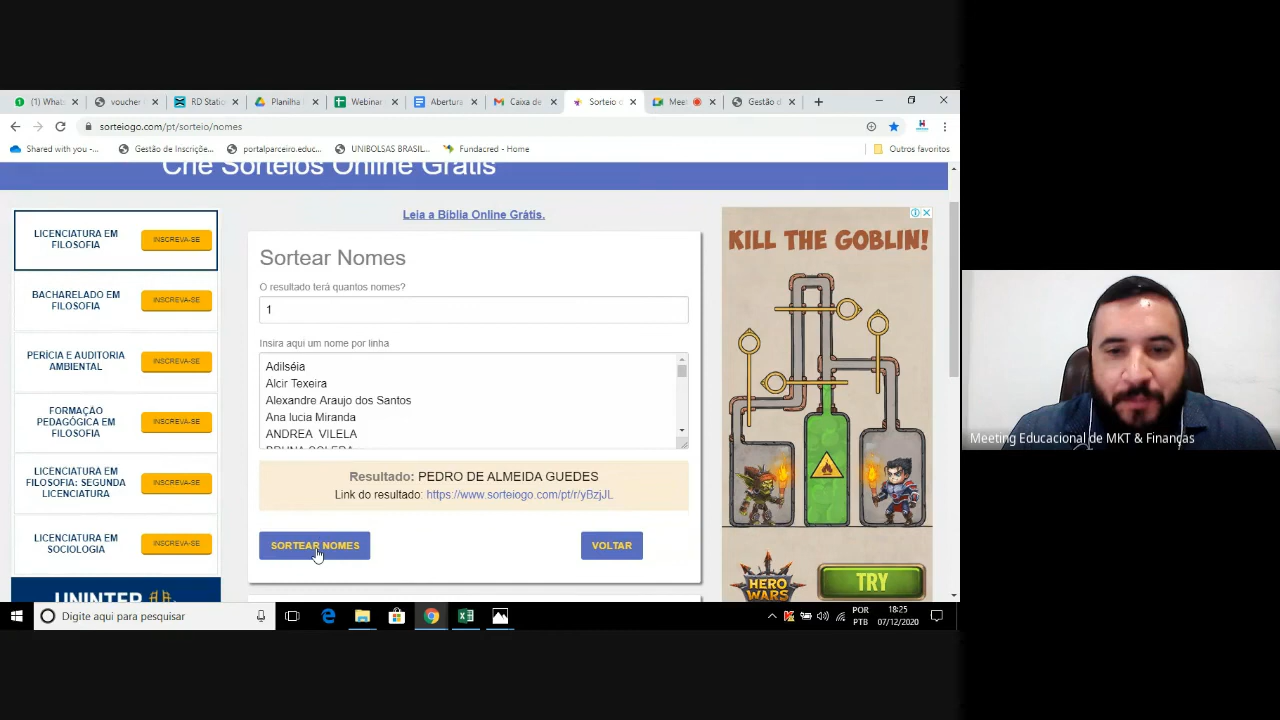 (1) Whats
voucher
RD Statio
Planilha
Webinar
Abertura
Caixa de
Sorteio o
Mee
Gestão d
sorteiogo.com/pt/sorteio/nomes
Shared with you -...
Gestão de Inscriçõe...
portalparceiro.educ...
UNIBOLSAS BRASIL...
Fundacred - Home
Outros favoritos
Crie Sorteios Online Grátis
Leia a Bíblia Online Grátis.
LICENCIATURA EM
FILOSOFIA
INSCREVA-SE
BACHARELADO EM
FILOSOFIA
INSCREVA-SE
PERÍCIA E AUDITORIA
AMBIENTAL
INSCREVA-SE
FORMAÇÃO
PEDAGÓGICA EM
FILOSOFIA
INSCREVA-SE
LICENCIATURA EM
FILOSOFIA: SEGUNDA
LICENCIATURA
INSCREVA-SE
LICENCIATURA EM
SOCIOLOGIA
INSCREVA-SE
UNINTER
Sortear Nomes
O resultado terá quantos nomes?
1
Insira aqui um nome por linha
Adilséia
Alcir Texeira
Alexandre Araujo dos Santos
Ana lucia Miranda
ANDREA VILELA
Resultado: PEDRO DE ALMEIDA GUEDES
Link do resultado: https://www.sorteiogo.com/pt/r/yBzjJL
SORTEAR NOMES
VOLTAR
KILL THE GOBLIN!
HERO
WARS
TRY
Meeting Educacional de MKT & Finanças
Digite aqui para pesquisar
POR
PTB
18:25
07/12/2020